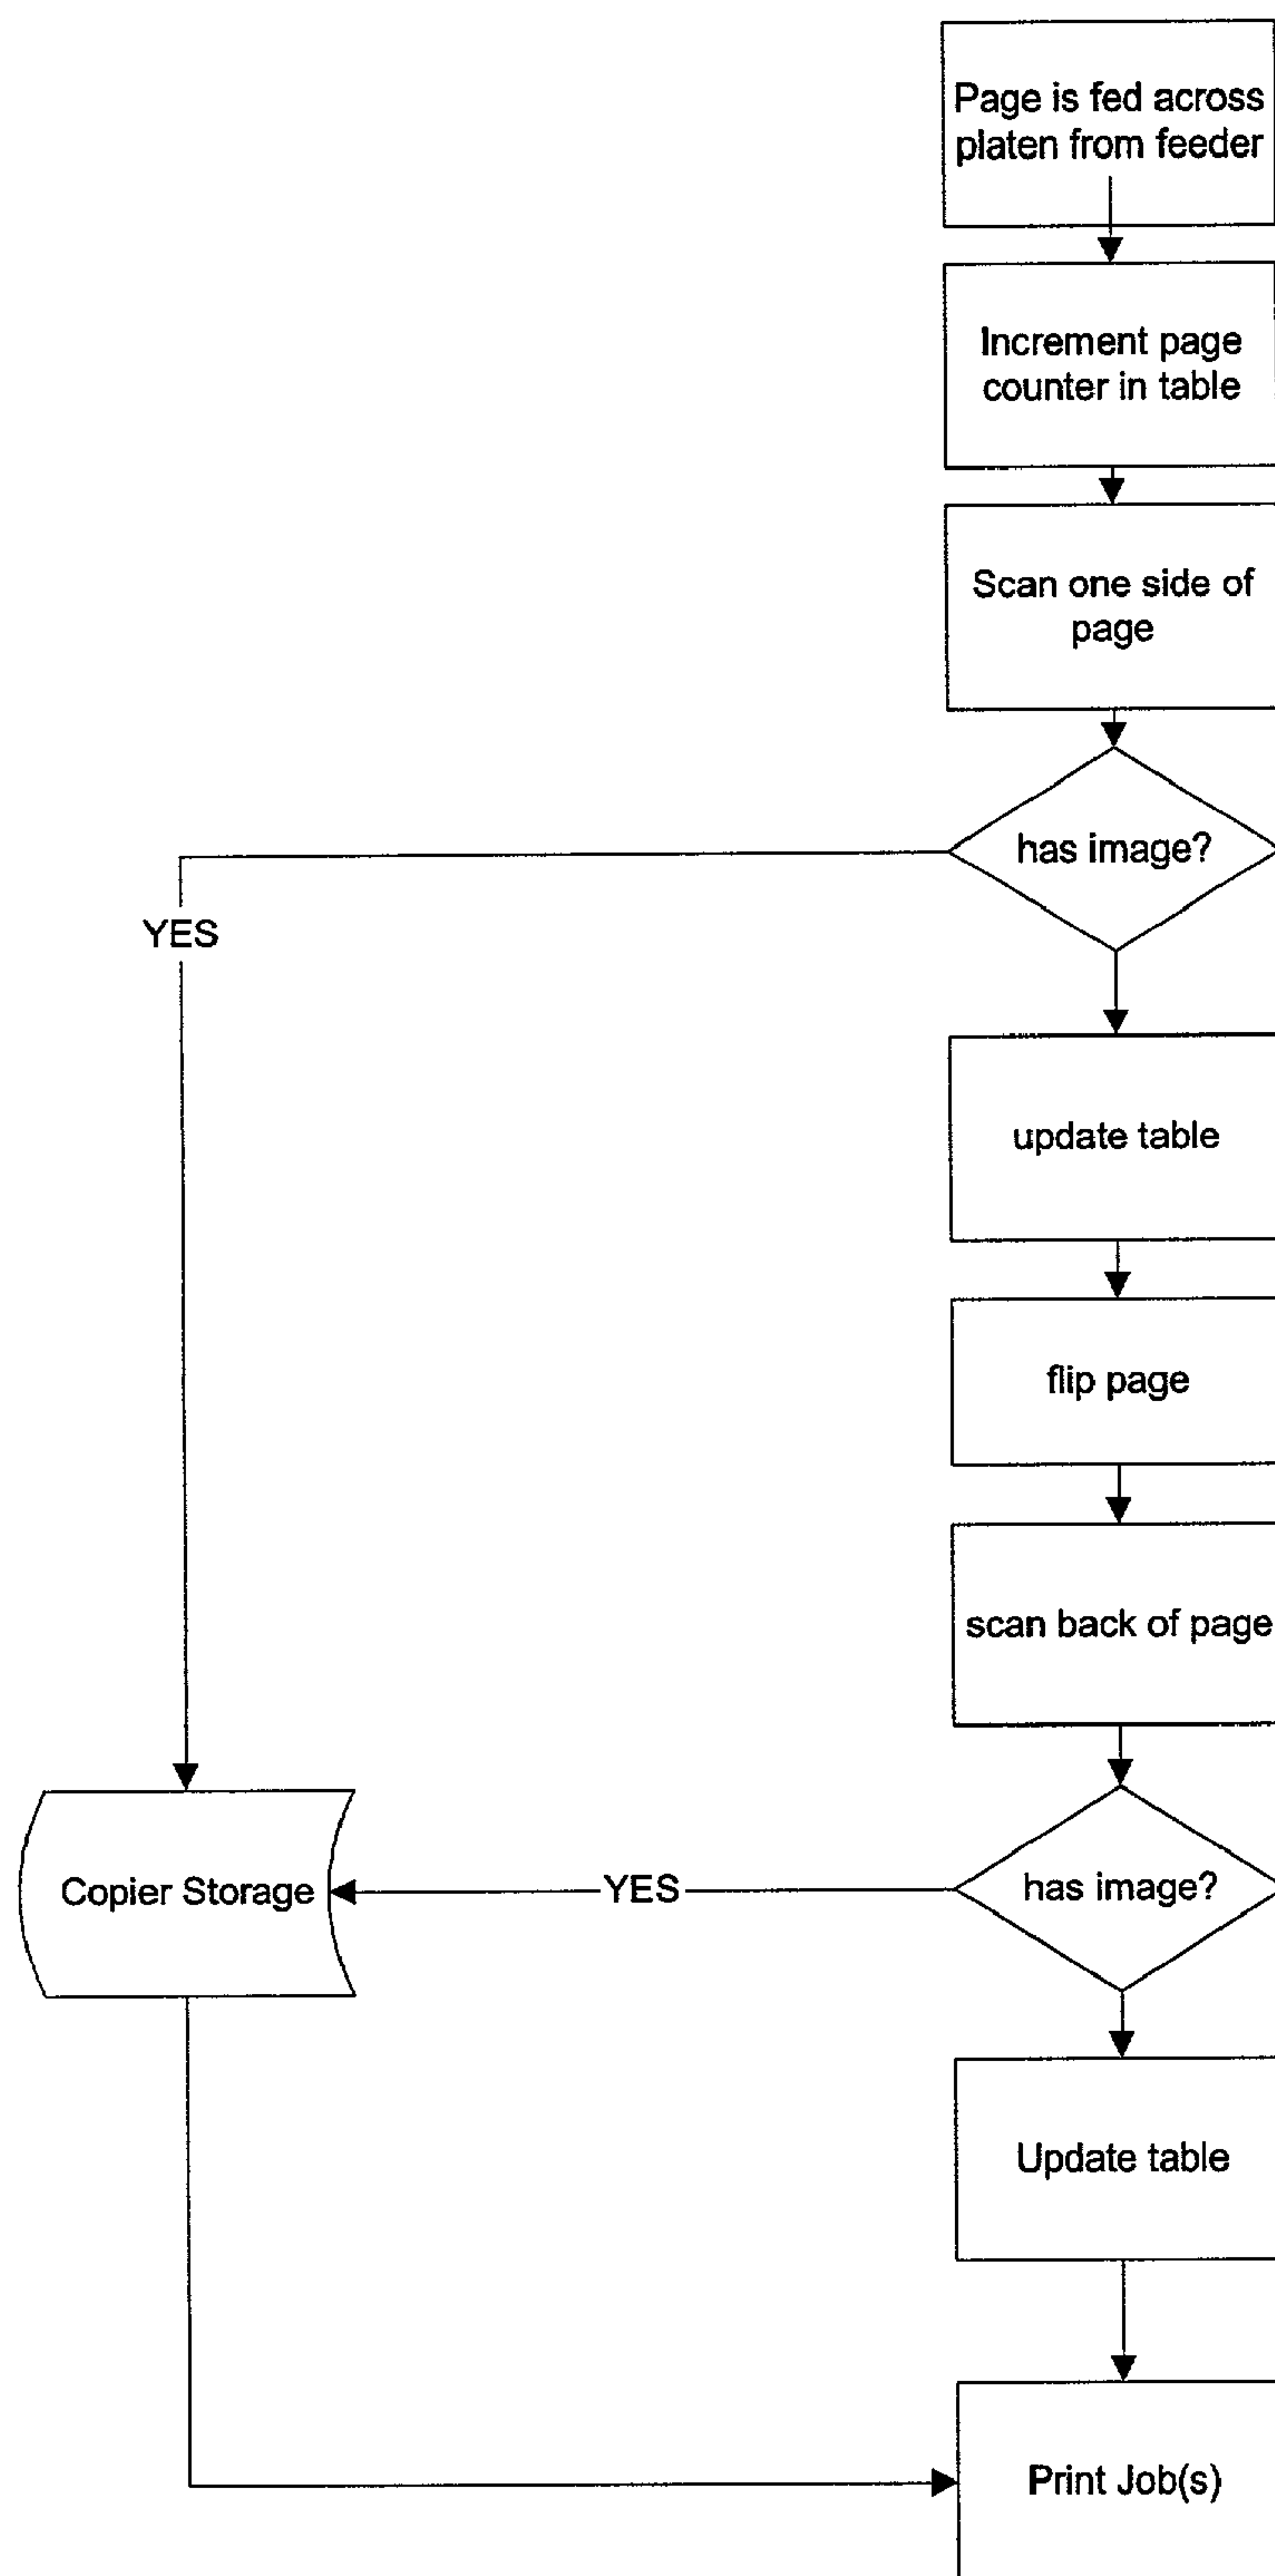 Page is fed across
platen from feeder
Increment page
counter in table
Scan one side of
page
has image?
YES
update table
flip page
scan back of page
has image?
YES
Copier Storage
Update table
Print Job(s)